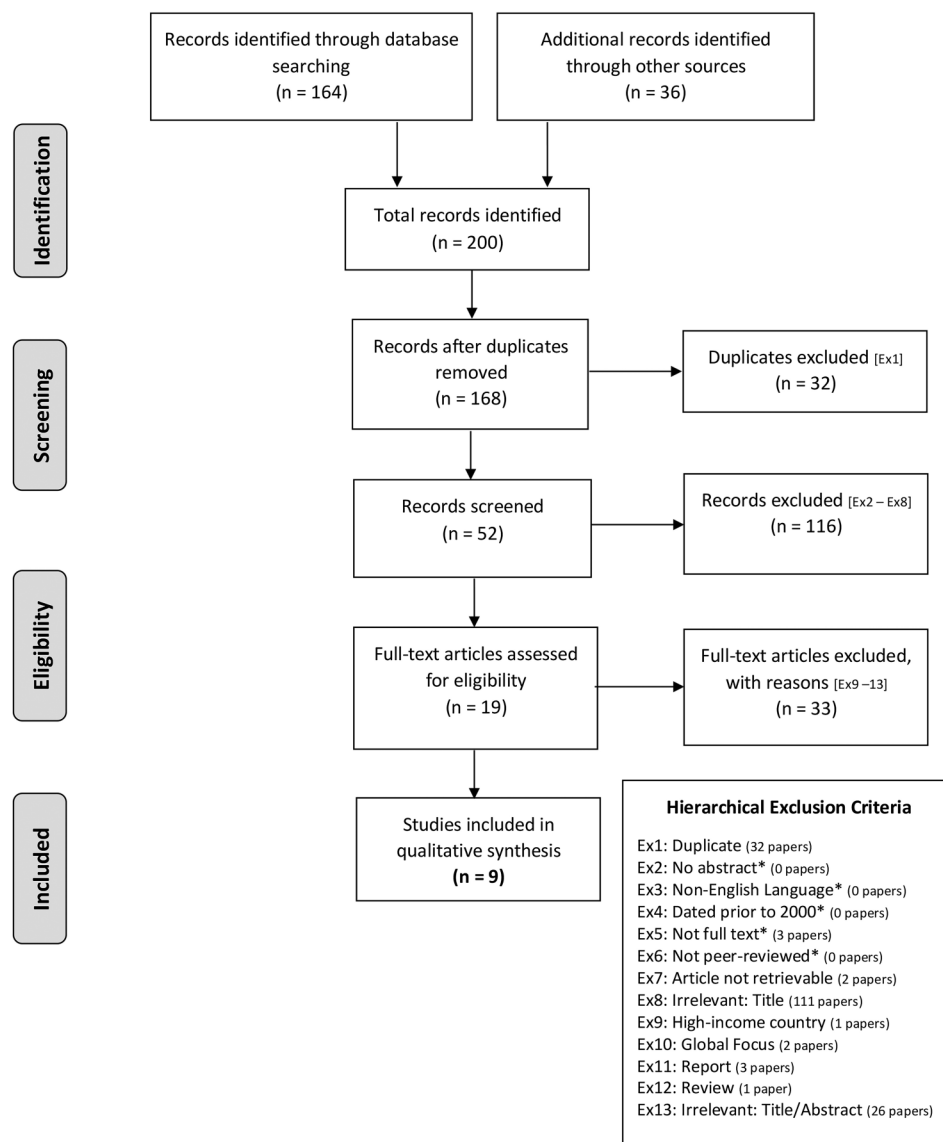 Records identified through database
searching
(n = 164)
Additional records identified
through other sources
(n = 36)
Identification
Total records identified
(n = 200)
Screening
Records after duplicates
removed
(n = 168)
Duplicates excluded [Ex1]
(n = 32)
Records screened
(n = 52)
Records excluded [Ex2 – Ex8]
(n = 116)
Eligibility
Full-text articles assessed
for eligibility
(n = 19)
Full-text articles excluded,
with reasons [Ex9 –13]
(n = 33)
Included
Studies included in
qualitative synthesis
(n = 9)
Hierarchical Exclusion Criteria
Ex1: Duplicate (32 papers)
Ex2: No abstract* (0 papers)
Ex3: Non-English Language* (0 papers)
Ex4: Dated prior to 2000* (0 papers)
Ex5: Not full text* (3 papers)
Ex6: Not peer-reviewed* (0 papers)
Ex7: Article not retrievable (2 papers)
Ex8: Irrelevant: Title (111 papers)
Ex9: High-income country (1 papers)
Ex10: Global Focus (2 papers)
Ex11: Report (3 papers)
Ex12: Review (1 paper)
Ex13: Irrelevant: Title/Abstract (26 papers)